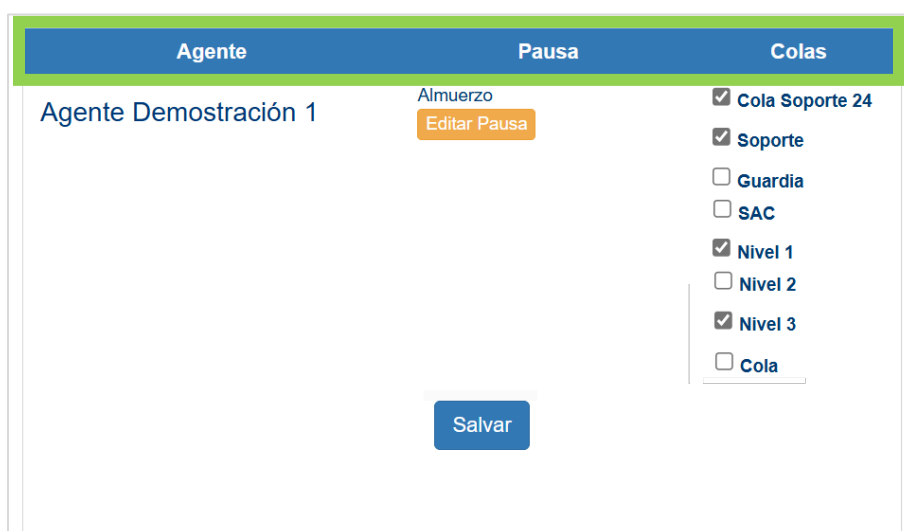 Agente Pausa Colas
Agente Demostración 1
Almuerzo
Editar Pausa
Cola Soporte 24
Soporte
Guardia
SAC
Nivel 1
Nivel 2
Nivel 3
Cola
Salvar